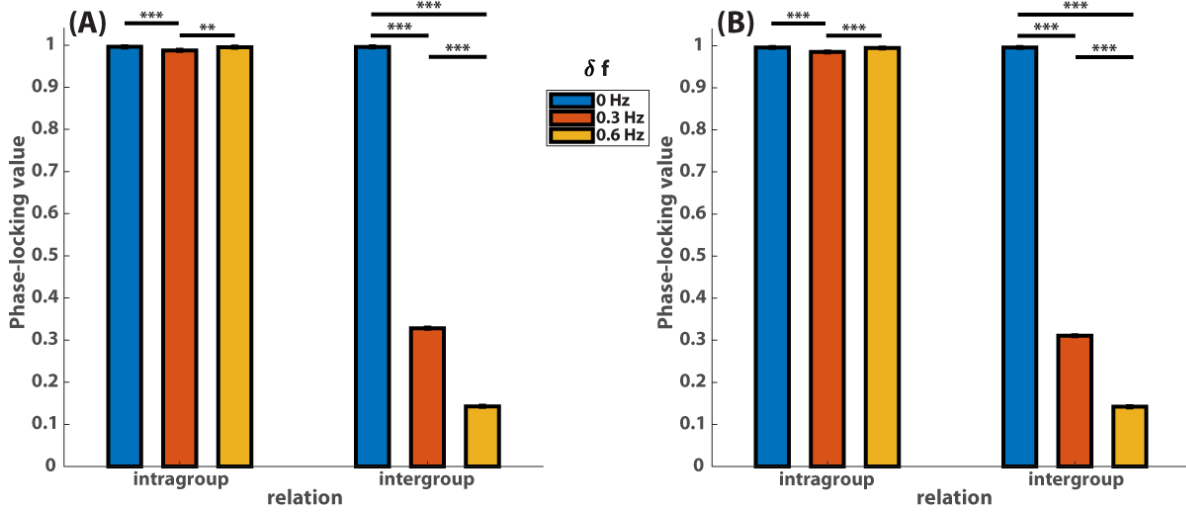 (A)
***
**
***
***
***
1
0.9
0.8
0.7
0.6
0.5
0.4
0.3
0.2
0.1
0
Phase-locking value
intragroup
intergroup
relation
δ f
0 Hz
0.3 Hz
0.6 Hz
(B)
***
***
***
***
***
1
0.9
0.8
0.7
0.6
0.5
0.4
0.3
0.2
0.1
0
Phase-locking value
intragroup
intergroup
relation